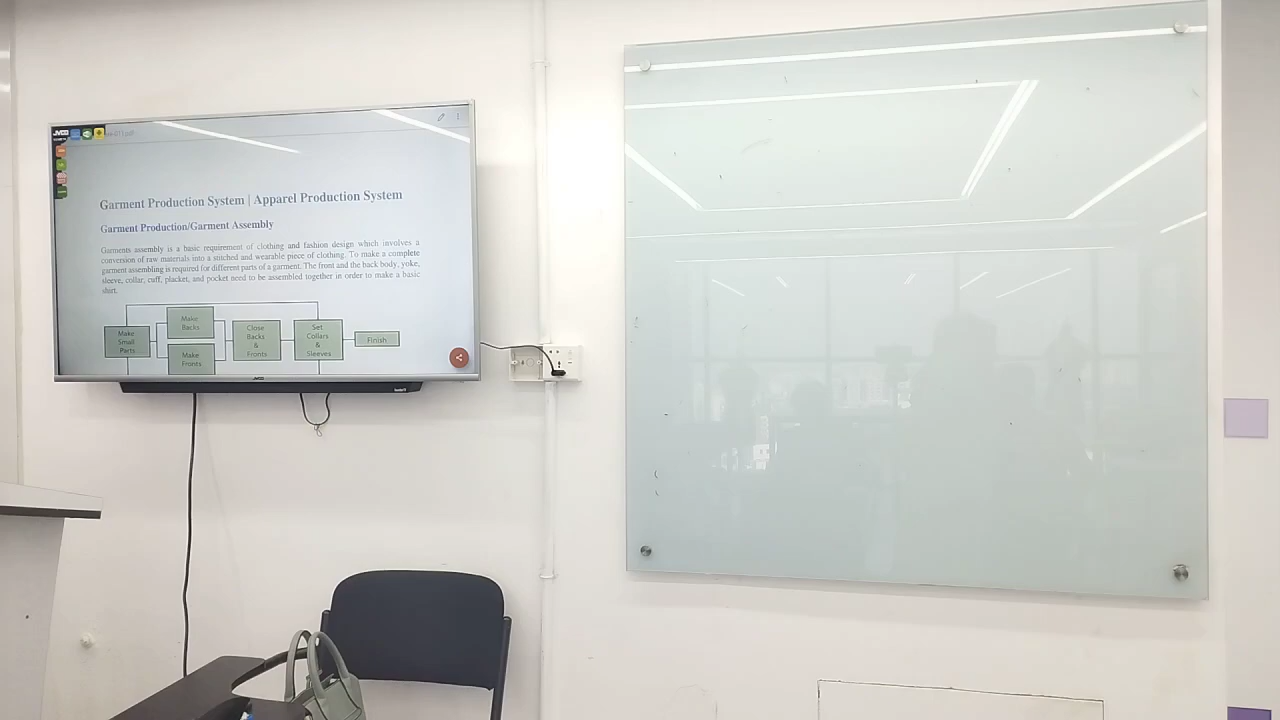 JVCO
Garment Production System | Apparel Production System
Garment Production/Garment Assembly
Garments assembly is a basic requirement of clothing and fashion design which involves a
conversion of raw materials into a stitched and wearable piece of clothing. To make a complete
garment assembling is required for different parts of a garment. The front and the back body, yoke,
sleeve, collar, cuff, placket, and pocket need to be assembled together in order to make a basic
shirt.
Make
Small
Parts
Make
Backs
Make
Fronts
Close
Backs
&
Fronts
Set
Collars
&
Sleeves
Finish
JVCO